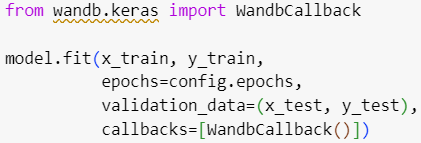 from wandb.keras import WandbCallback
model.fit(x_train, y_train,
epochs=config.epochs,
validation_data=(x_test, y_test),
callbacks=[WandbCallback()])